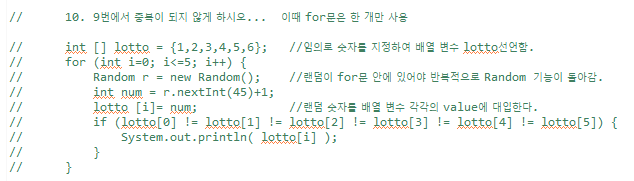 //      10. 9번에서 중복이 되지 않게 하시오...  이때 for문은 한 개만 사용
//      int [] lotto = {1,2,3,4,5,6};   //임의로 숫자를 지정하여 배열 변수 lotto선언함.
//      for (int i=0; i<=5; i++) {
//          Random r = new Random();    //랜덤이 for문 안에 있어야 반복적으로 Random 기능이 돌아감.
//          int num = r.nextInt(45)+1;
//          lotto [i]= num;             //랜덤 숫자를 배열 변수 각각의 value에 대입한다.
//          if (lotto[0] != lotto[1] != lotto[2] != lotto[3] != lotto[4] != lotto[5]) {
//              System.out.println( lotto[i] );
//          }
//      }